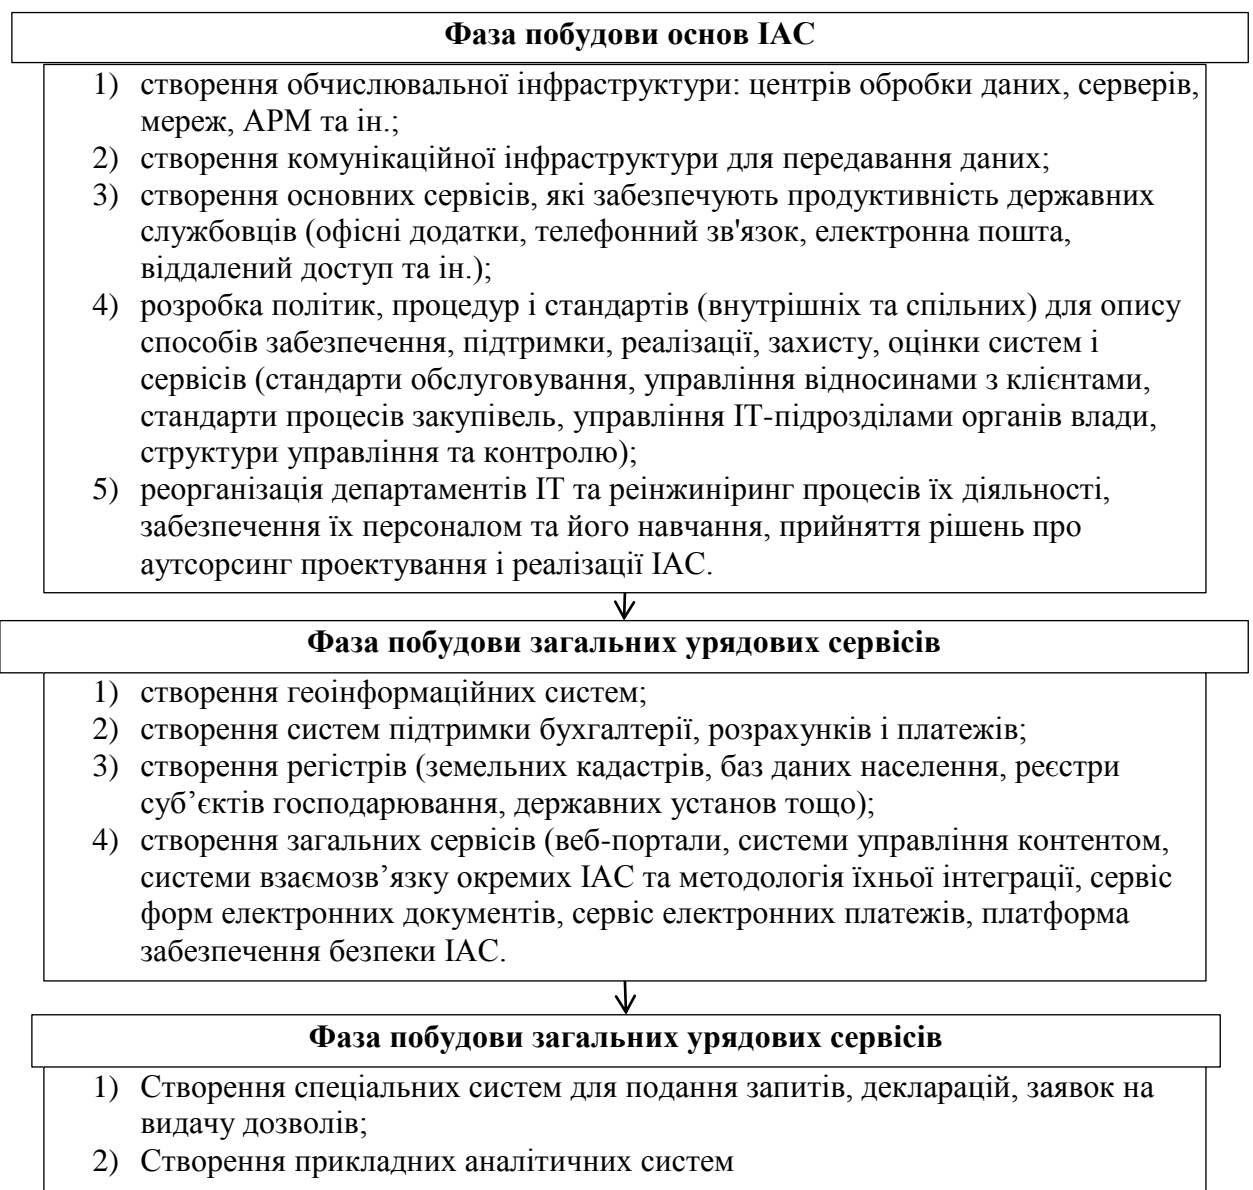 Фаза побудови основ ІАС
1) створення обчислювальної інфраструктури: центрів обробки даних, серверів,
мереж, АРМ та ін.;
2) створення комунікаційної інфраструктури для передавання даних;
3) створення основних сервісів, які забезпечують продуктивність державних
службовців (офісні додатки, телефонний зв'язок, електронна пошта,
віддалений доступ та ін.);
4) розробка політик, процедур і стандартів (внутрішніх та спільних) для опису
способів забезпечення, підтримки, реалізації, захисту, оцінки систем і
сервісів (стандарти обслуговування, управління відносинами з клієнтами,
стандарти процесів закупівель, управління ІТ-підрозділами органів влади,
структури управління та контролю);
5) реорганізація департаментів ІТ та реінжиніринг процесів їх діяльності,
забезпечення їх персоналом та його навчання, прийняття рішень про
аутсорсинг проектування і реалізації ІАС.
Фаза побудови загальних урядових сервісів
1) створення геоінформаційних систем;
2) створення систем підтримки бухгалтерії, розрахунків і платежів;
3) створення регістрів (земельних кадастрів, баз даних населення, реєстри
суб’єктів господарювання, державних установ тощо);
4) створення загальних сервісів (веб-портали, системи управління контентом,
системи взаємозв’язку окремих ІАС та методологія їхньої інтеграції, сервіс
форм електронних документів, сервіс електронних платежів, платформа
забезпечення безпеки ІАС.
Фаза побудови загальних урядових сервісів
1) Створення спеціальних систем для подання запитів, декларацій, заявок на
видачу дозволів;
2) Створення прикладних аналітичних систем